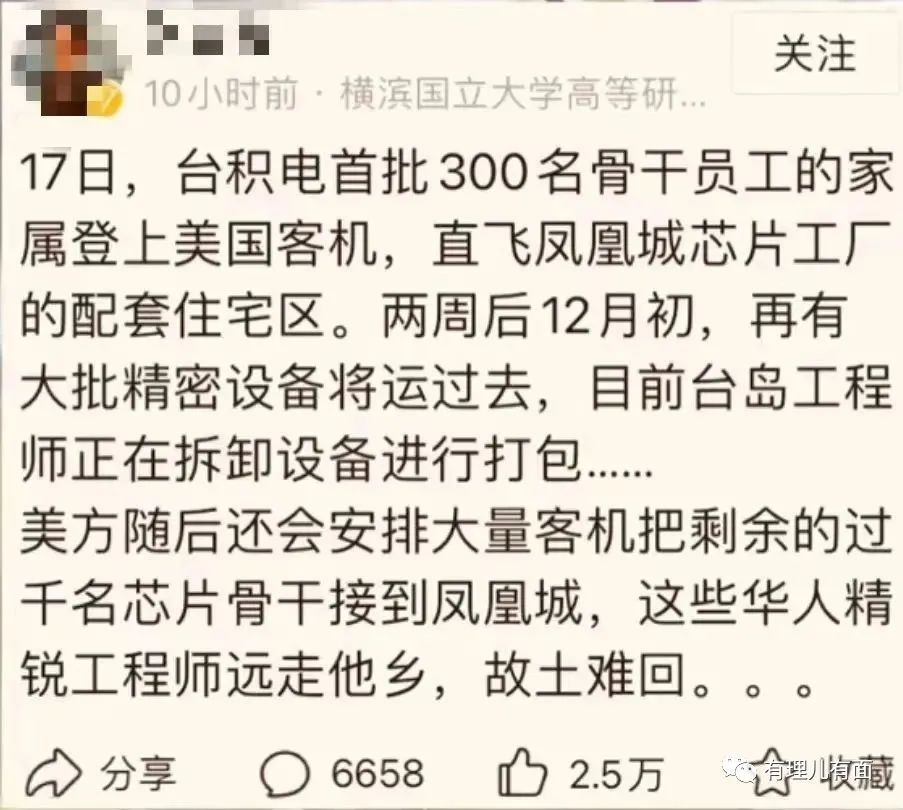 关注
10小时前 · 横滨国立大学高等研...
17日，台积电首批300名骨干员工的家
属登上美国客机，直飞凤凰城芯片工厂
的配套住宅区。两周后12月初，再有
大批精密设备将运过去，目前台岛工程
师正在拆卸设备进行打包......
美方随后还会安排大量客机把剩余的过
千名芯片骨干接到凤凰城，这些华人精
锐工程师远走他乡，故土难回。。。
分享 6658 2.5万 收藏
有理儿有面